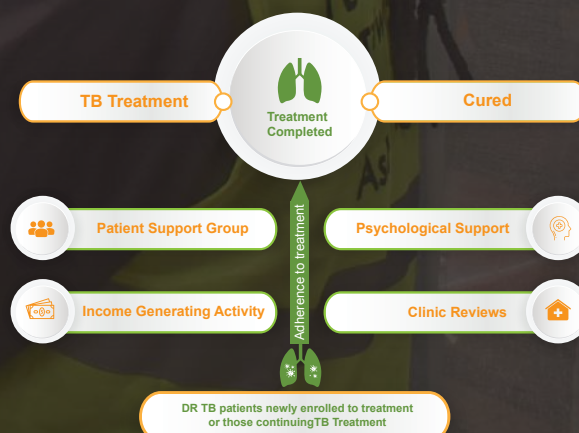 TB Treatment
Treatment
Completed
Cured
Patient Support Group
Psychological Support
Adherence to treatment
Income Generating Activity
Clinic Reviews
DR TB patients newly enrolled to treatment
or those continuingTB Treatment